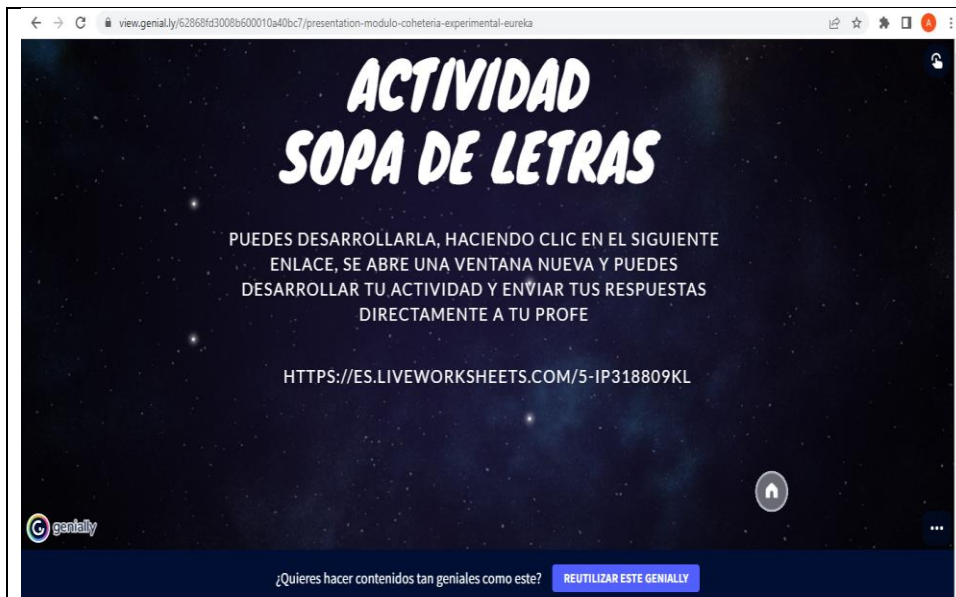 view.genial.ly/62868fd3008b600010a40bc7/presentation-modulo-coheteria-experimental-eureka
A
ACTIVIDAD
SOPA DE LETRAS
PUEDES DESARROLLARLA, HACIENDO CLIC EN EL SIGUIENTE
ENLACE, SE ABRE UNA VENTANA NUEVA Y PUEDES
DESARROLLAR TU ACTIVIDAD Y ENVIAR TUS RESPUESTAS
DIRECTAMENTE A TU PROFE
HTTPS://ES.LIVEWORKSHEETS.COM/5-IP318809KL
genially
¿Quieres hacer contenidos tan geniales como este? REUTILIZAR ESTE GENIALLY